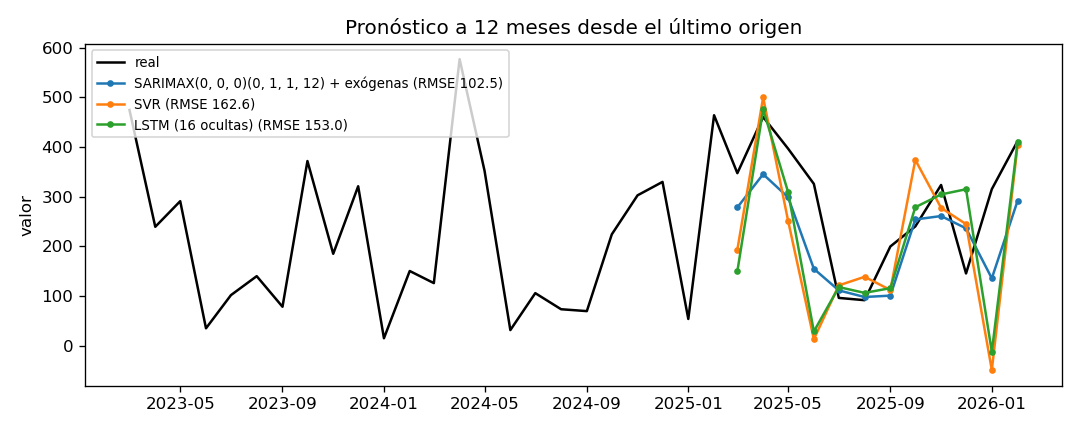 Pronóstico a 12 meses desde el último origen
real
SARIMAX(0, 0, 0)(0, 1, 1, 12) + exógenas (RMSE 102.5)
SVR (RMSE 162.6)
LSTM (16 ocultas) (RMSE 153.0)
valor
600
500
400
300
200
100
0
2023-05 2023-09 2024-01 2024-05 2024-09 2025-01 2025-05 2025-09 2026-01